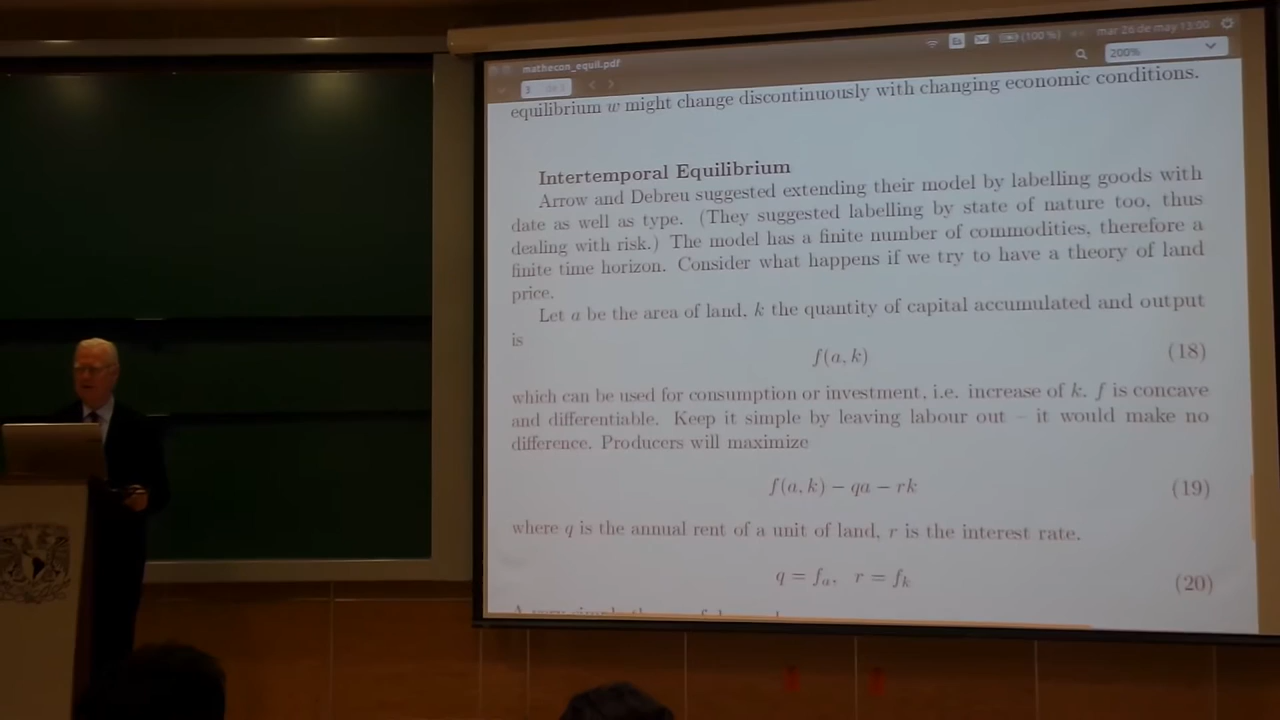 mar 26 de may 13:00
Es
(100 %)
mathecon_equil.pdf
200%
equilibrium w might change discontinuously with changing economic conditions.
Intertemporal Equilibrium
Arrow and Debreu suggested extending their model by labelling goods with
date as well as type. (They suggested labelling by state of nature too, thus
dealing with risk.) The model has a finite number of commodities, therefore a
finite time horizon. Consider what happens if we try to have a theory of land
price.
Let a be the area of land, k the quantity of capital accumulated and output
is
f(a, k) (18)
which can be used for consumption or investment, i.e. increase of k. f is concave
and differentiable. Keep it simple by leaving labour out – it would make no
difference. Producers will maximize
f(a, k) − qa − rk (19)
where q is the annual rent of a unit of land, r is the interest rate.
q = fₐ, r = fₖ (20)